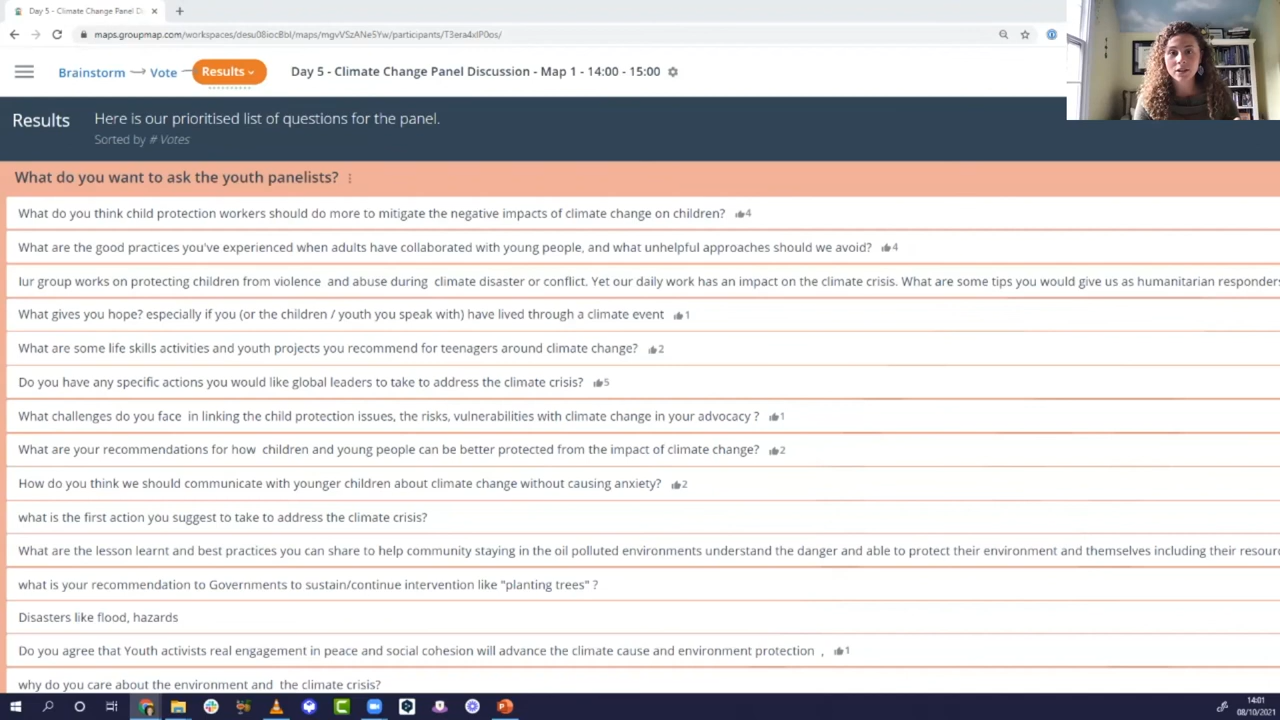 Day 5 - Climate Change Panel Di
maps.groupmap.com/workspaces/desu08iocBbl/maps/mgvVSzANe5Yw/participants/T3era4xIP0os/
Brainstorm Vote Results Day 5 - Climate Change Panel Discussion - Map 1 - 14:00 - 15:00
Results Here is our prioritised list of questions for the panel.
Sorted by # Votes
What do you want to ask the youth panelists?
What do you think child protection workers should do more to mitigate the negative impacts of climate change on children? 4
What are the good practices you've experienced when adults have collaborated with young people, and what unhelpful approaches should we avoid? 4
Iur group works on protecting children from violence and abuse during climate disaster or conflict. Yet our daily work has an impact on the climate crisis. What are some tips you would give us as humanitarian responders
What gives you hope? especially if you (or the children / youth you speak with) have lived through a climate event 1
What are some life skills activities and youth projects you recommend for teenagers around climate change? 2
Do you have any specific actions you would like global leaders to take to address the climate crisis? 5
What challenges do you face in linking the child protection issues, the risks, vulnerabilities with climate change in your advocacy ? 1
What are your recommendations for how children and young people can be better protected from the impact of climate change? 2
How do you think we should communicate with younger children about climate change without causing anxiety? 2
what is the first action you suggest to take to address the climate crisis?
What are the lesson learnt and best practices you can share to help community staying in the oil polluted environments understand the danger and able to protect their environment and themselves including their resour
what is your recommendation to Governments to sustain/continue intervention like "planting trees" ?
Disasters like flood, hazards
Do you agree that Youth activists real engagement in peace and social cohesion will advance the climate cause and environment protection , 1
why do you care about the environment and the climate crisis?
14:01
08/10/2021